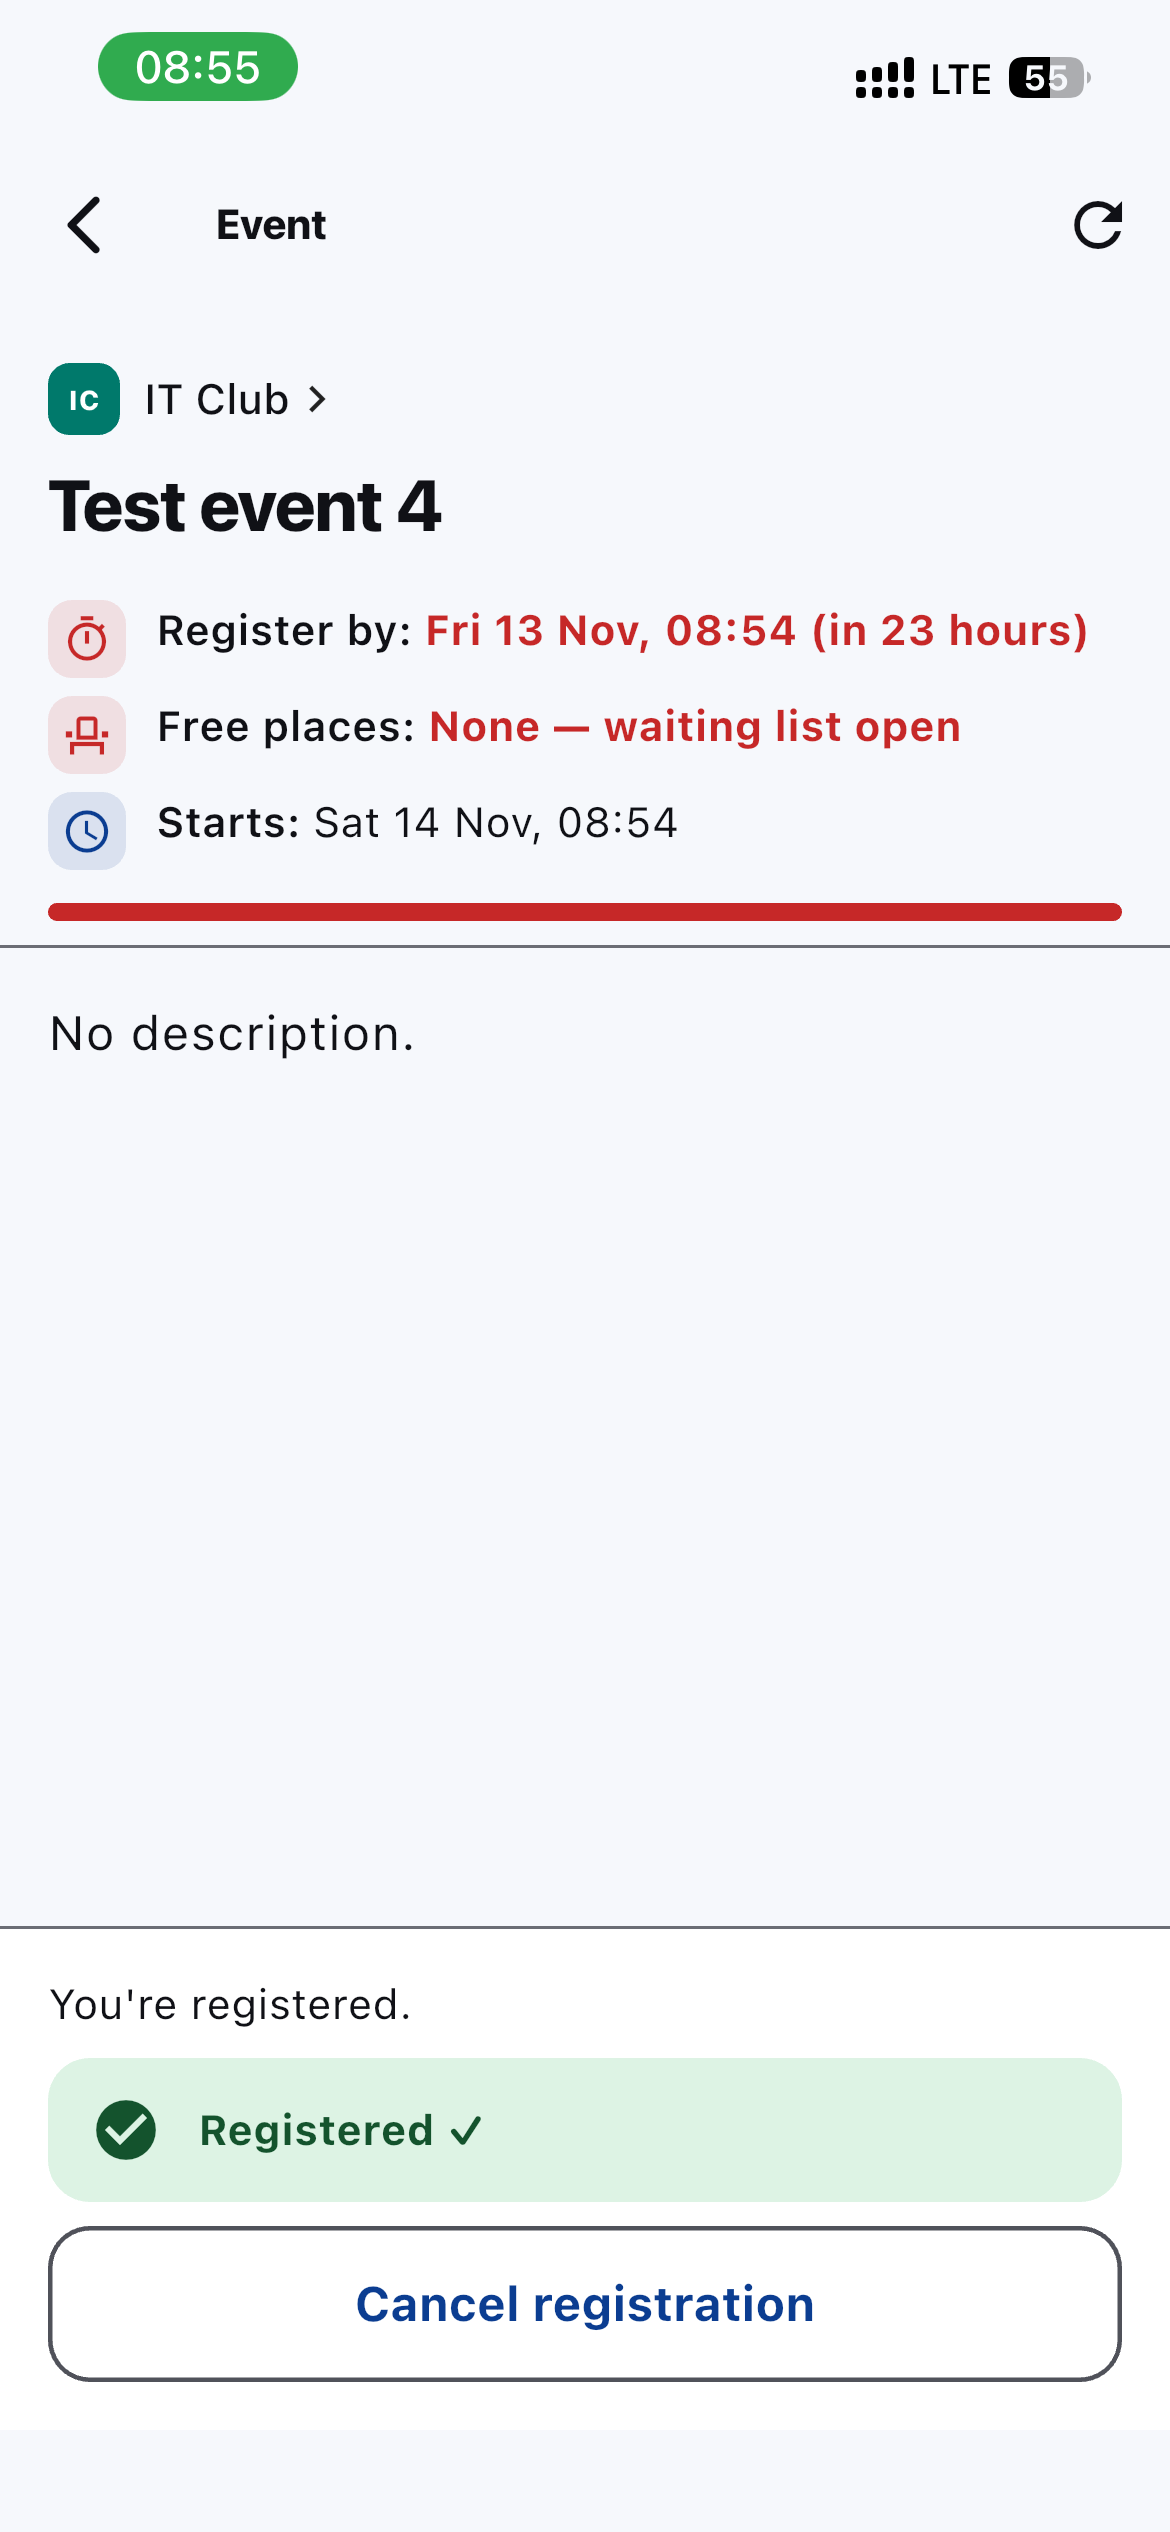 08:55
LTE 55
Event
IC IT Club
Test event 4
Register by: Fri 13 Nov, 08:54 (in 23 hours)
Free places: None — waiting list open
Starts: Sat 14 Nov, 08:54
No description.
You're registered.
Registered ✓
Cancel registration